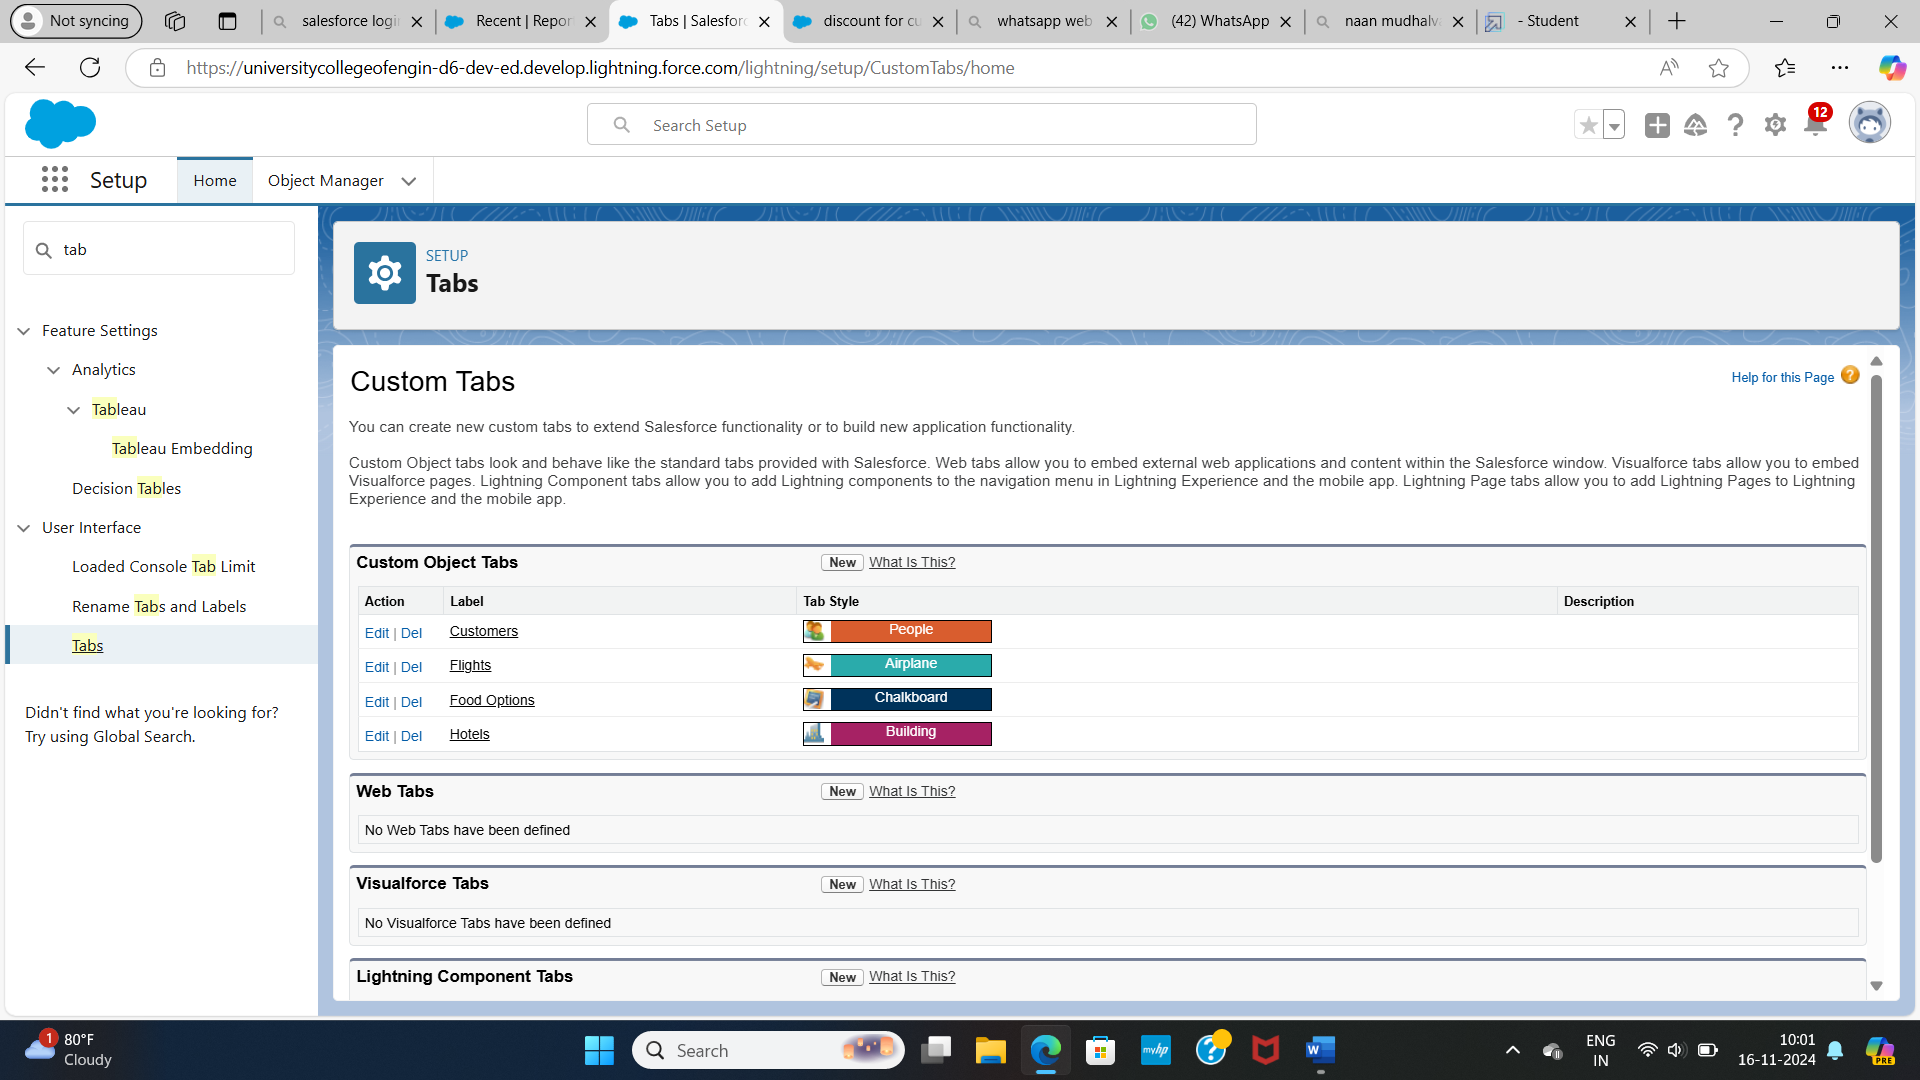 Not syncing
salesforce logi
Recent | Repor
Tabs | Salesforc
discount for cu
whatsapp web
(42) WhatsApp
naan mudhalv
- Student
https://universitycollegeofengin-d6-dev-ed.develop.lightning.force.com/lightning/setup/CustomTabs/home
Search Setup
12
Setup
Home
Object Manager
tab
Feature Settings
Analytics
Tableau
Tableau Embedding
Decision Tables
User Interface
Loaded Console Tab Limit
Rename Tabs and Labels
Tabs
Didn't find what you're looking for?
Try using Global Search.
SETUP
Tabs
Custom Tabs
Help for this Page
You can create new custom tabs to extend Salesforce functionality or to build new application functionality.
Custom Object tabs look and behave like the standard tabs provided with Salesforce. Web tabs allow you to embed external web applications and content within the Salesforce window. Visualforce tabs allow you to embed
Visualforce pages. Lightning Component tabs allow you to add Lightning components to the navigation menu in Lightning Experience and the mobile app. Lightning Page tabs allow you to add Lightning Pages to Lightning
Experience and the mobile app.
Custom Object Tabs New What Is This?
Action Label Tab Style Description
Edit | Del Customers People
Edit | Del Flights Airplane
Edit | Del Food Options Chalkboard
Edit | Del Hotels Building
Web Tabs New What Is This?
No Web Tabs have been defined
Visualforce Tabs New What Is This?
No Visualforce Tabs have been defined
Lightning Component Tabs New What Is This?
1
80°F
Cloudy
Search
myhp
W
ENG
IN
10:01
16-11-2024
PRE